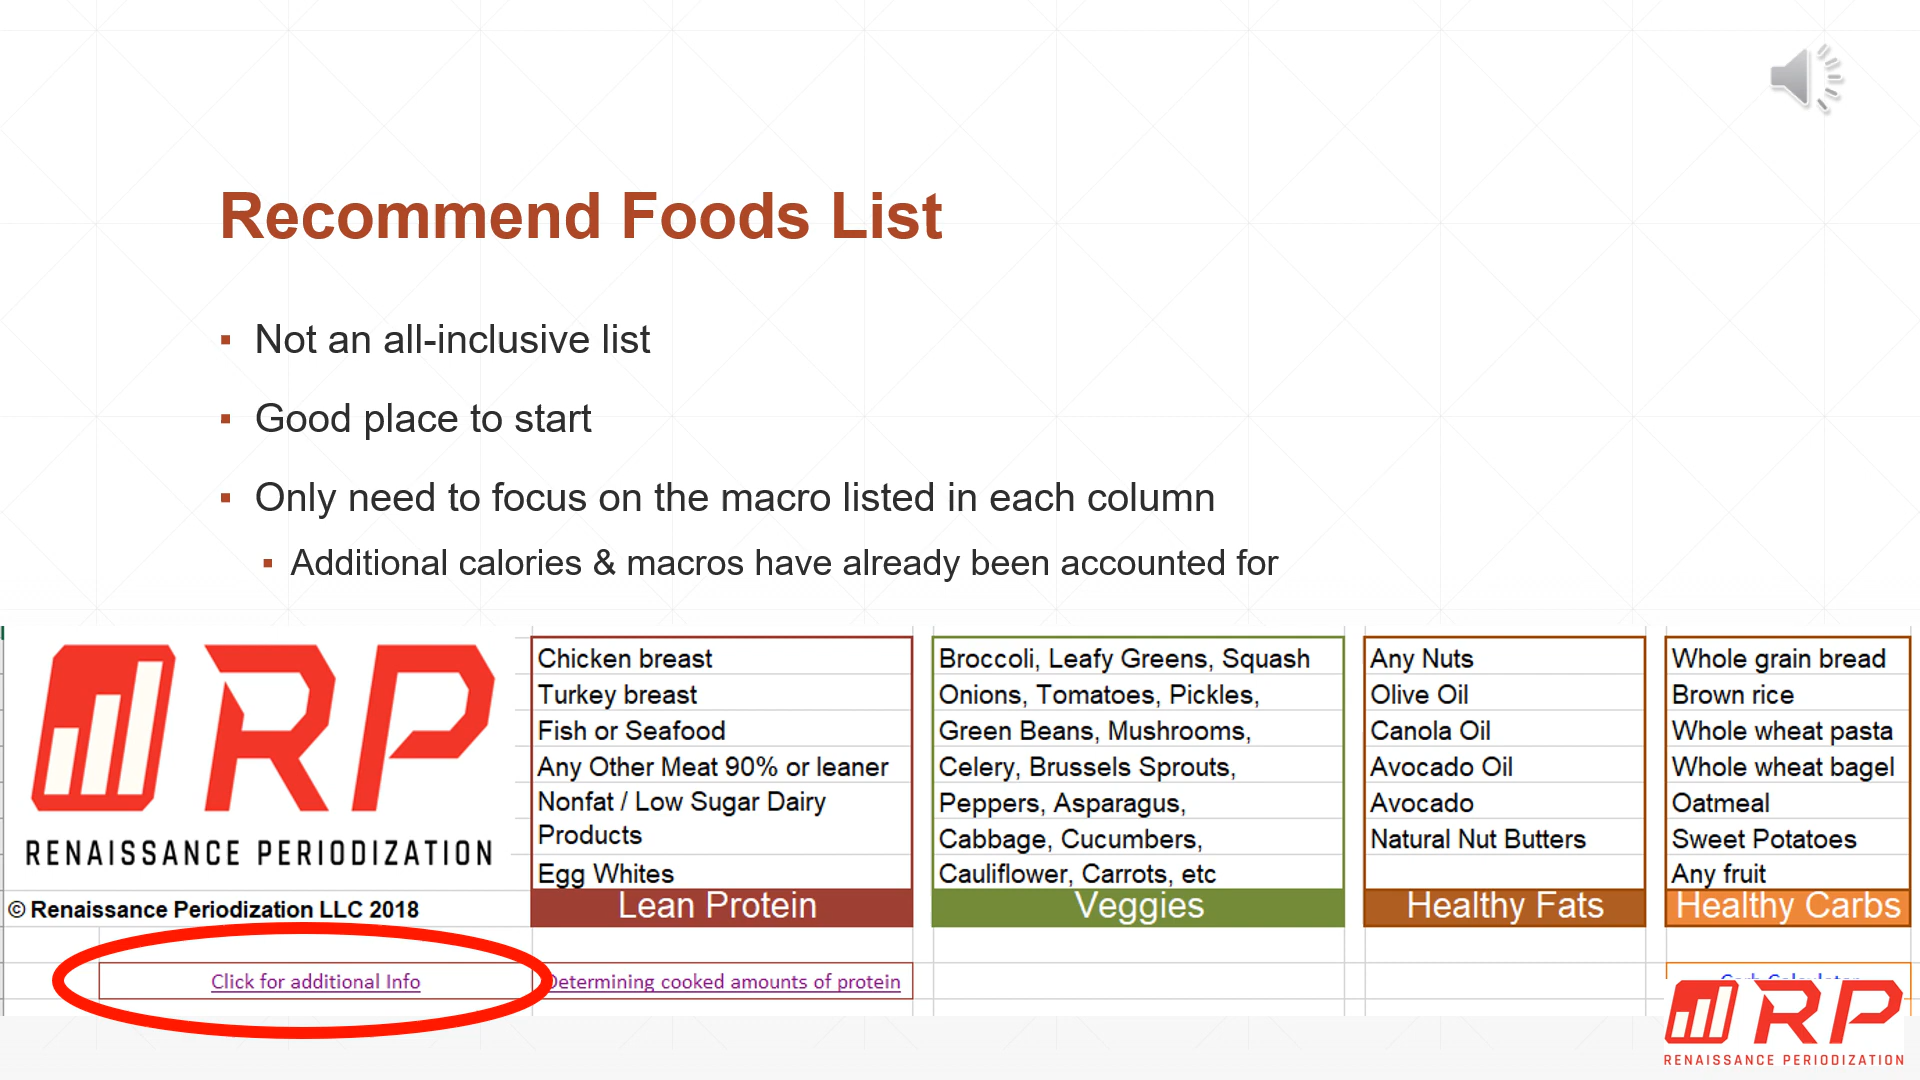 Recommend Foods List
Not an all-inclusive list
Good place to start
Only need to focus on the macro listed in each column
Additional calories & macros have already been accounted for
RP
RENAISSANCE PERIODIZATION
© Renaissance Periodization LLC 2018
Click for additional Info
Chicken breast
Turkey breast
Fish or Seafood
Any Other Meat 90% or leaner
Nonfat / Low Sugar Dairy
Products
Egg Whites
Lean Protein
Determining cooked amounts of protein
Broccoli, Leafy Greens, Squash
Onions, Tomatoes, Pickles,
Green Beans, Mushrooms,
Celery, Brussels Sprouts,
Peppers, Asparagus,
Cabbage, Cucumbers,
Cauliflower, Carrots, etc
Veggies
Any Nuts
Olive Oil
Canola Oil
Avocado Oil
Avocado
Natural Nut Butters
Healthy Fats
Whole grain bread
Brown rice
Whole wheat pasta
Whole wheat bagel
Oatmeal
Sweet Potatoes
Any fruit
Healthy Carbs
RP
RENAISSANCE PERIODIZATION